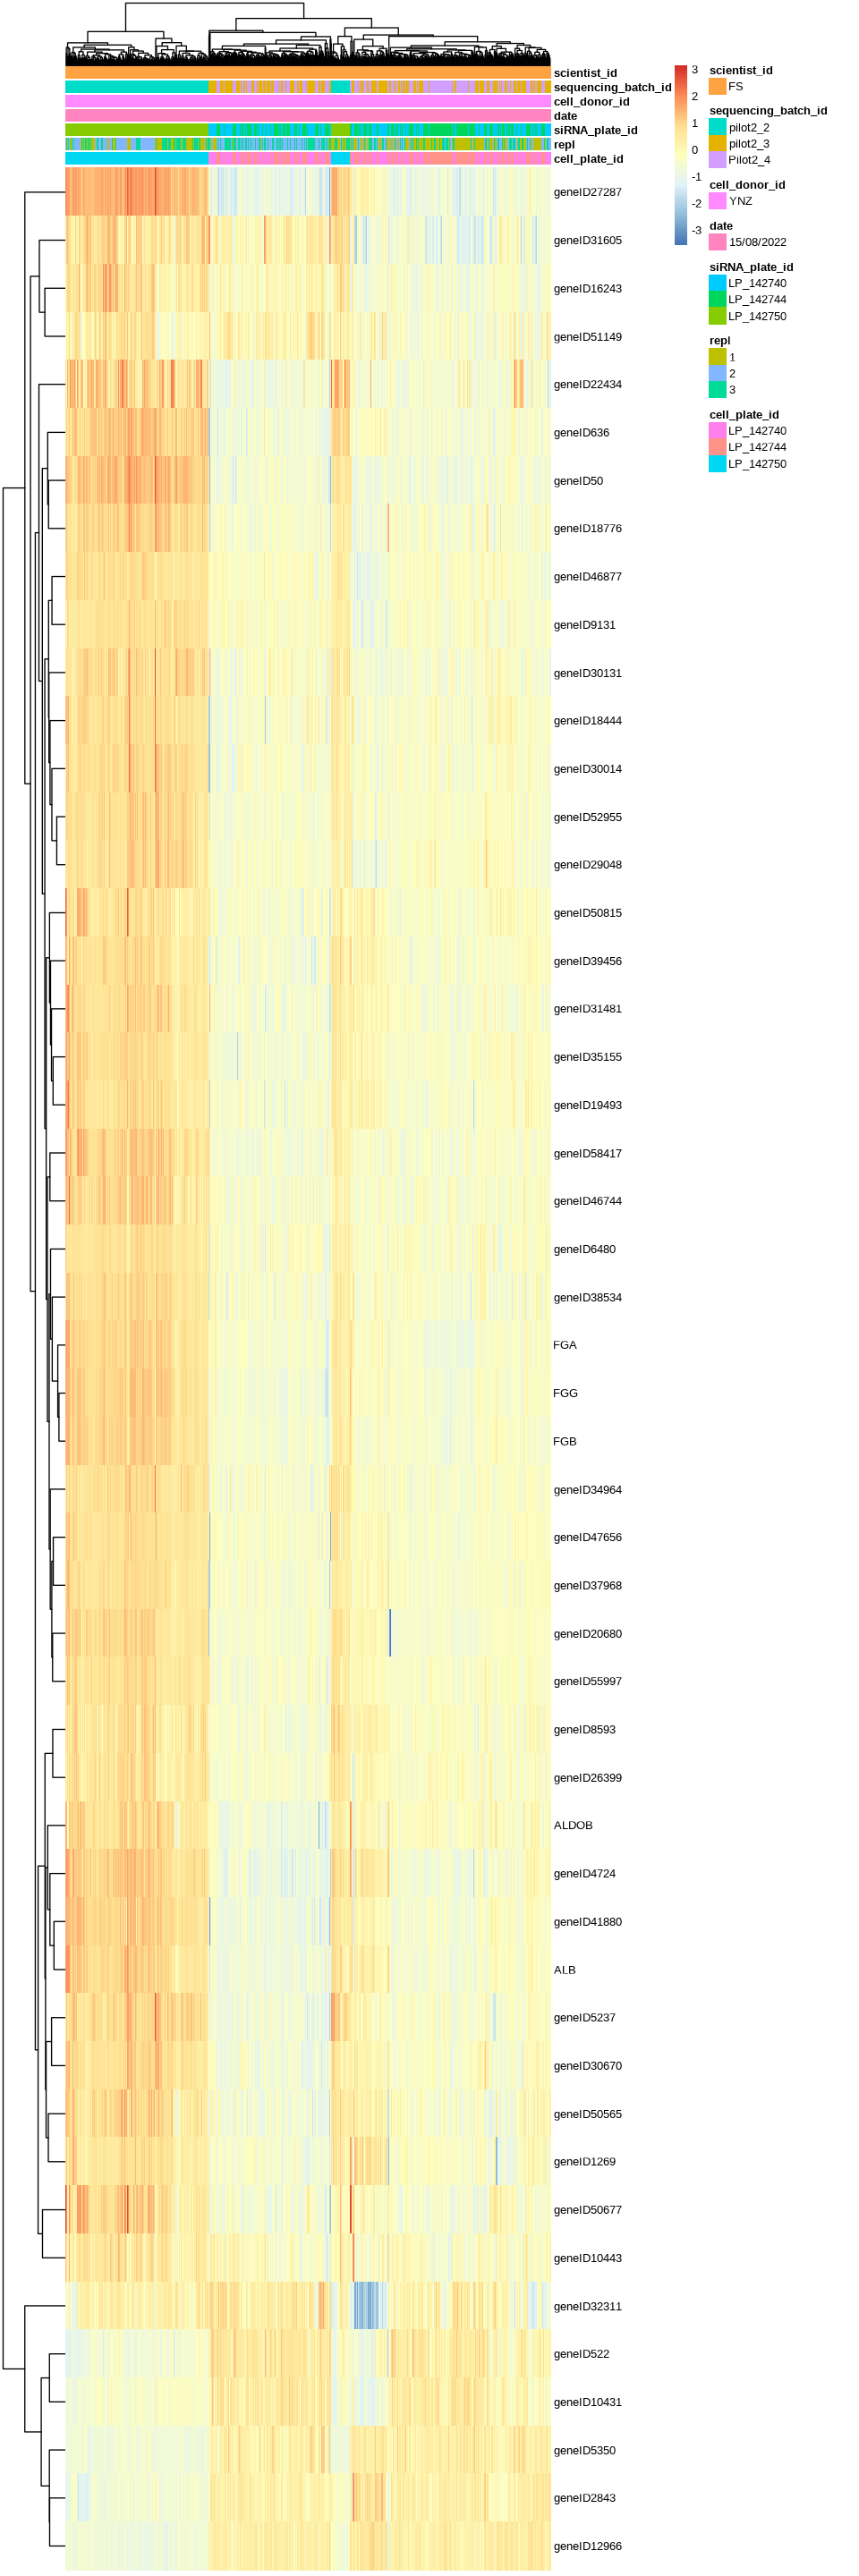 scientist_id
sequencing_batch_id
cell_donor_id
date
siRNA_plate_id
repl
cell_plate_id
geneID27287
geneID31605
geneID16243
geneID51149
geneID22434
geneID636
geneID50
geneID18776
geneID46877
geneID9131
geneID30131
geneID18444
geneID30014
geneID52955
geneID29048
geneID50815
geneID39456
geneID31481
geneID35155
geneID19493
geneID58417
geneID46744
geneID6480
geneID38534
FGA
FGG
FGB
geneID34964
geneID47656
geneID37968
geneID20680
geneID55997
geneID8593
geneID26399
ALDOB
geneID4724
geneID41880
ALB
geneID5237
geneID30670
geneID50565
geneID1269
geneID50677
geneID10443
geneID32311
geneID522
geneID10431
geneID5350
geneID2843
geneID12966
3
2
1
0
-1
-2
-3
scientist_id
FS
sequencing_batch_id
pilot2_2
pilot2_3
Pilot2_4
cell_donor_id
YNZ
date
15/08/2022
siRNA_plate_id
LP_142740
LP_142744
LP_142750
repl
1
2
3
cell_plate_id
LP_142740
LP_142744
LP_142750